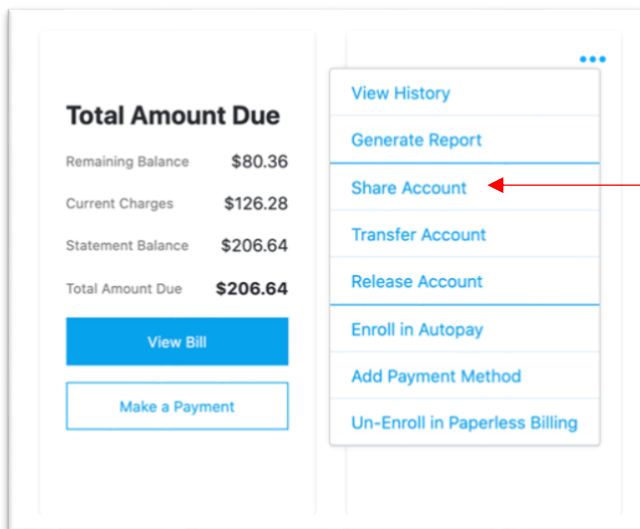 Total Amount Due
Remaining Balance $80.36
Current Charges $126.28
Statement Balance $206.64
Total Amount Due $206.64
View Bill
Make a Payment
View History
Generate Report
Share Account
Transfer Account
Release Account
Enroll in Autopay
Add Payment Method
Un-Enroll in Paperless Billing